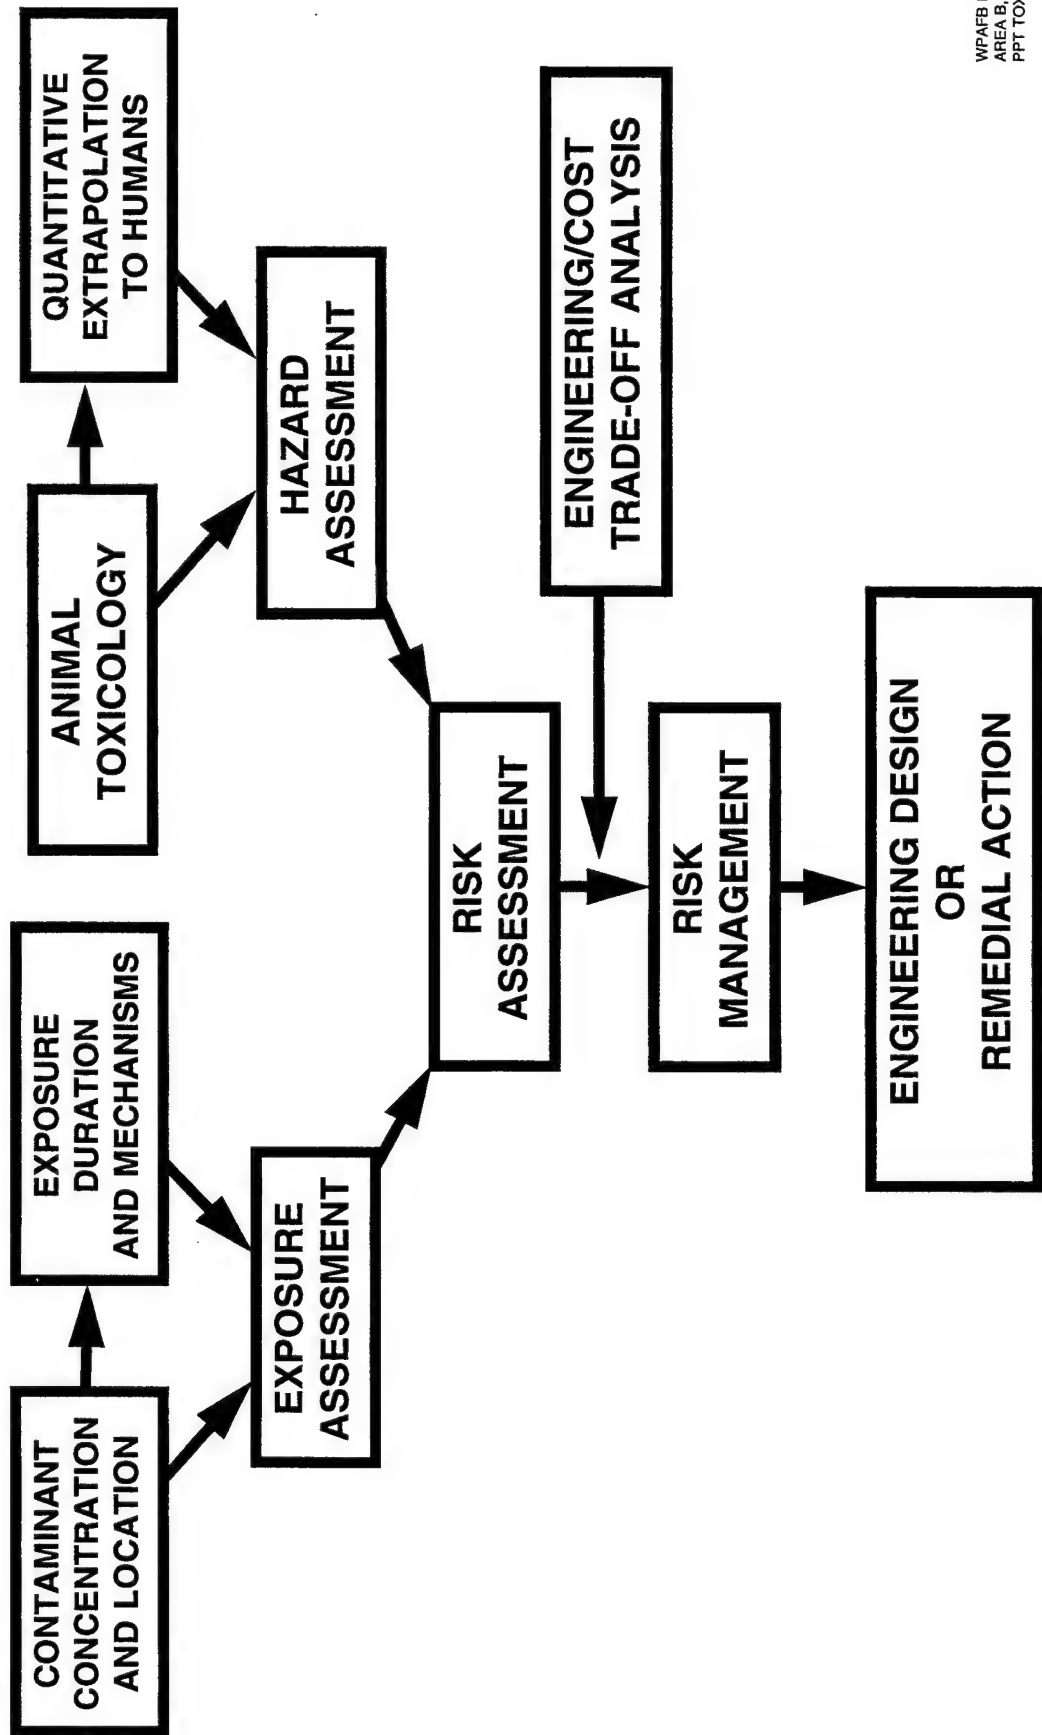 CONTAMINANT
CONCENTRATION
AND LOCATION
EXPOSURE
DURATION
AND MECHANISMS
ANIMAL
TOXICOLOGY
QUANTITATIVE
EXTRAPOLATION
TO HUMANS
EXPOSURE
ASSESSMENT
HAZARD
ASSESSMENT
RISK
ASSESSMENT
ENGINEERING/COST
TRADE-OFF ANALYSIS
RISK
MANAGEMENT
ENGINEERING DESIGN
OR
REMEDIAL ACTION
WPAFB
AREA B,
PPT TOX